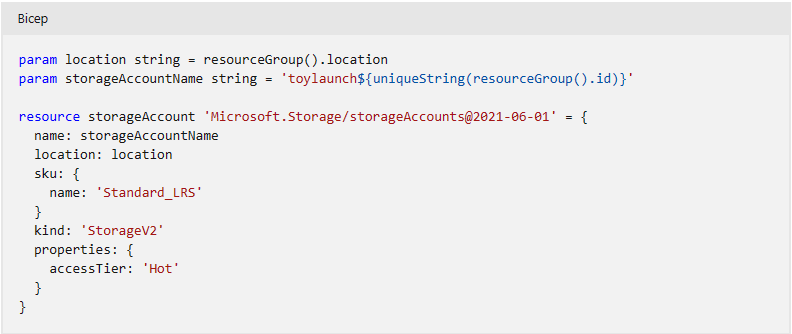 Bicep
param location string = resourceGroup().location
param storageAccountName string = 'toylaunch${uniqueString(resourceGroup().id)}'
resource storageAccount 'Microsoft.Storage/storageAccounts@2021-06-01' = {
  name: storageAccountName
  location: location
  sku: {
    name: 'Standard_LRS'
  }
  kind: 'StorageV2'
  properties: {
    accessTier: 'Hot'
  }
}